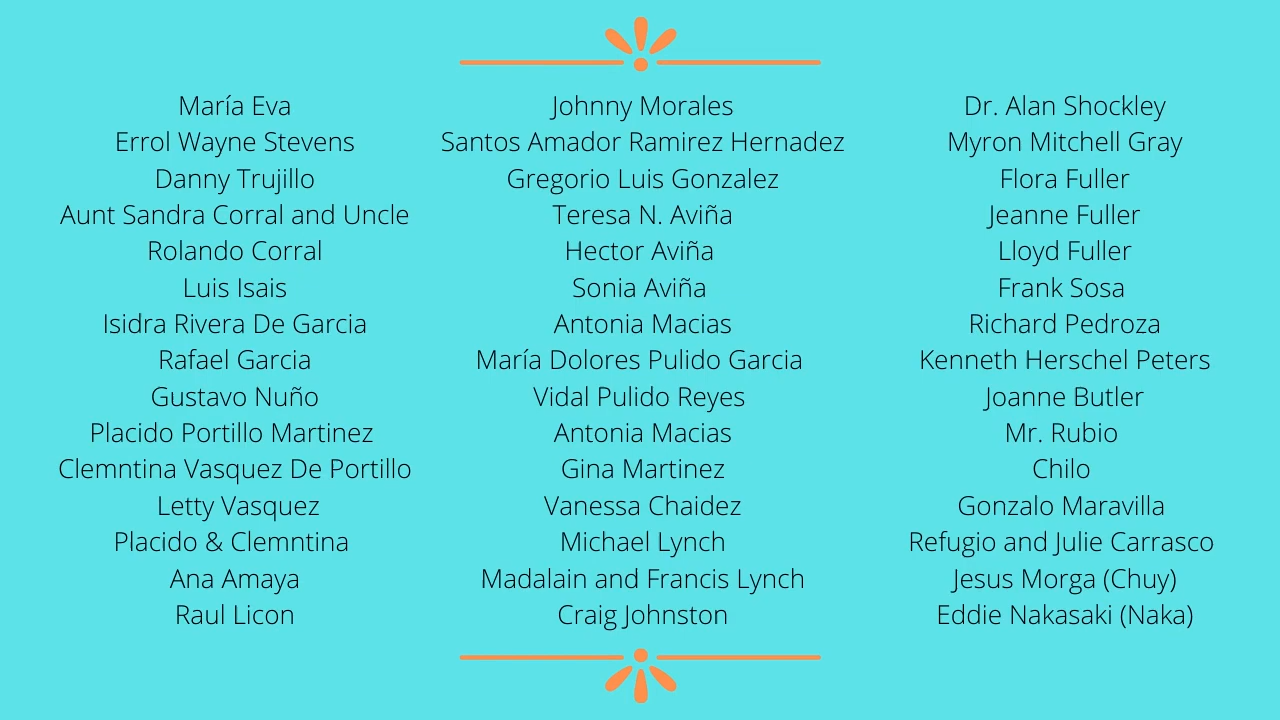 María Eva
Errol Wayne Stevens
Danny Trujillo
Aunt Sandra Corral and Uncle
Rolando Corral
Luis Isais
Isidra Rivera De Garcia
Rafael Garcia
Gustavo Nuño
Placido Portillo Martinez
Clemntina Vasquez De Portillo
Letty Vasquez
Placido & Clemntina
Ana Amaya
Raul Licon
Johnny Morales
Santos Amador Ramirez Hernadez
Gregorio Luis Gonzalez
Teresa N. Aviña
Hector Aviña
Sonia Aviña
Antonia Macias
María Dolores Pulido Garcia
Vidal Pulido Reyes
Antonia Macias
Gina Martinez
Vanessa Chaidez
Michael Lynch
Madalain and Francis Lynch
Craig Johnston
Dr. Alan Shockley
Myron Mitchell Gray
Flora Fuller
Jeanne Fuller
Lloyd Fuller
Frank Sosa
Richard Pedroza
Kenneth Herschel Peters
Joanne Butler
Mr. Rubio
Chilo
Gonzalo Maravilla
Refugio and Julie Carrasco
Jesus Morga (Chuy)
Eddie Nakasaki (Naka)